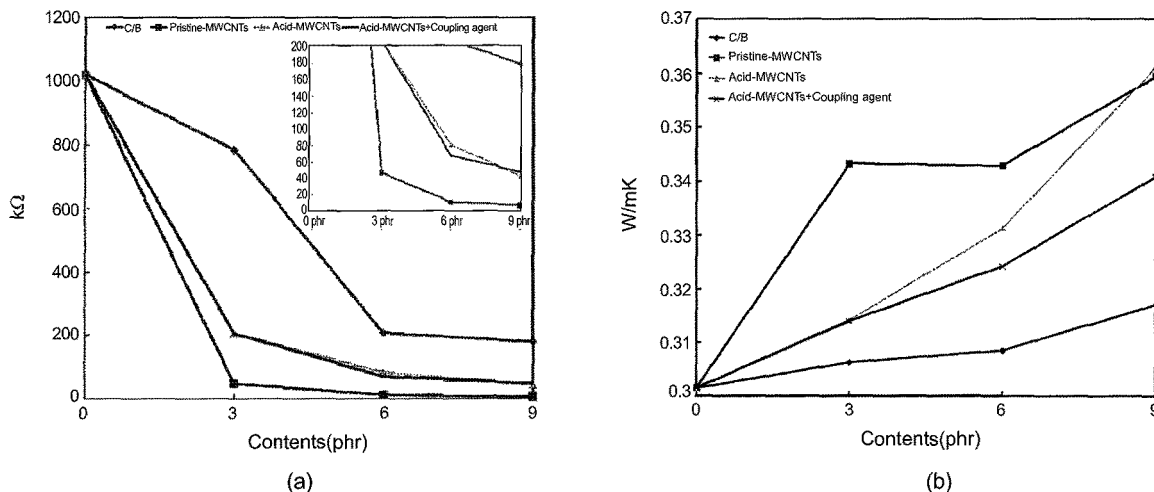 C/B Pristine-MWCNTs Acid-MWCNTs Acid-MWCNTs+Coupling agent
1200
1000
800
600
400
200
0
kΩ
200
180
160
140
120
100
80
60
40
20
0
0 phr 3 phr 6 phr 9 phr
0 3 6 9
Contents(phr)
(a)
0.37
0.36
0.35
0.34
0.33
0.32
0.31
0.3
W/mK
C/B
Pristine-MWCNTs
Acid-MWCNTs
Acid-MWCNTs+Coupling agent
0 3 6 9
Contents(phr)
(b)